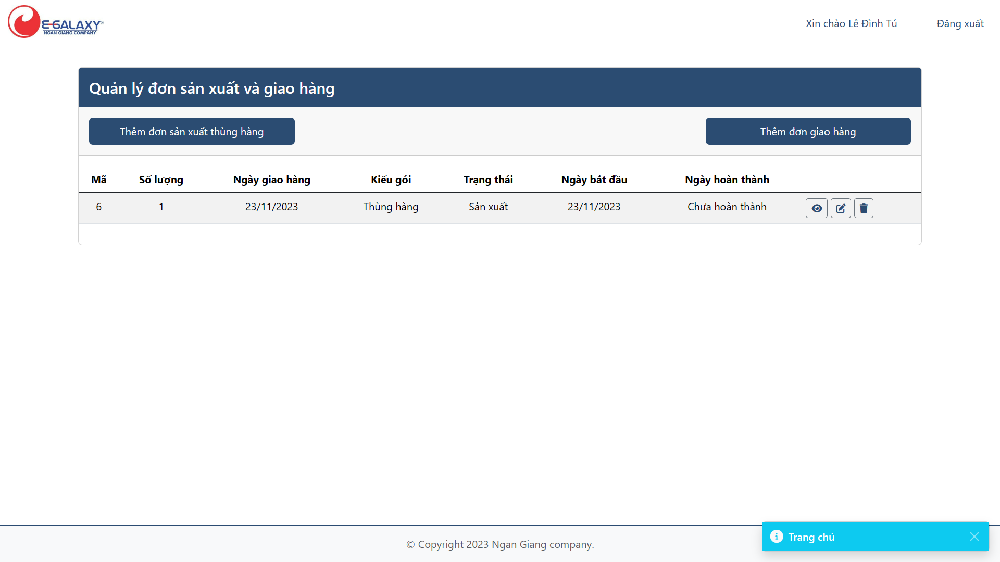 E-GALAXY®
NGAN GIANG COMPANY
Xin chào Lê Đình Tú
Đăng xuất
Quản lý đơn sản xuất và giao hàng
Thêm đơn sản xuất thùng hàng
Thêm đơn giao hàng
Mã Số lượng Ngày giao hàng Kiểu gói Trạng thái Ngày bắt đầu Ngày hoàn thành
6 1 23/11/2023 Thùng hàng Sản xuất 23/11/2023 Chưa hoàn thành
© Copyright 2023 Ngan Giang company.
Trang chủ